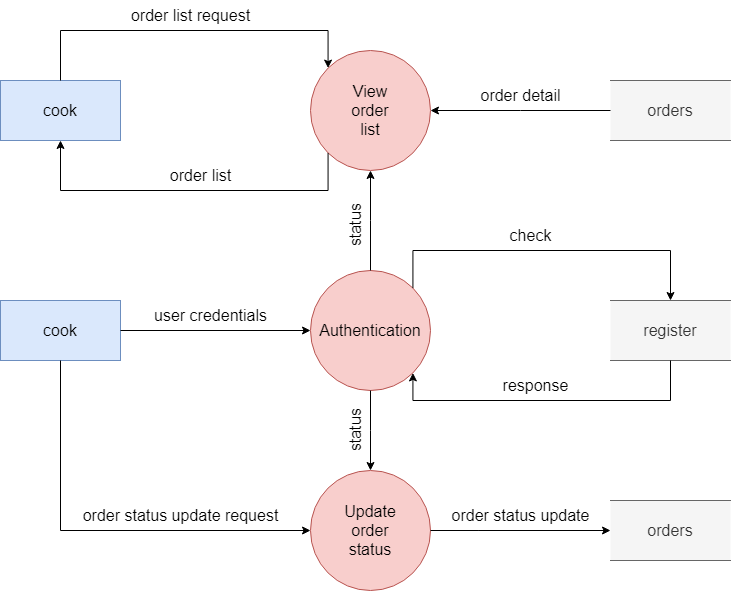 order list request
cook
View
order
list
order detail
orders
order list
status
check
cook
user credentials
Authentication
register
response
status
order status update request
Update
order
status
order status update
orders